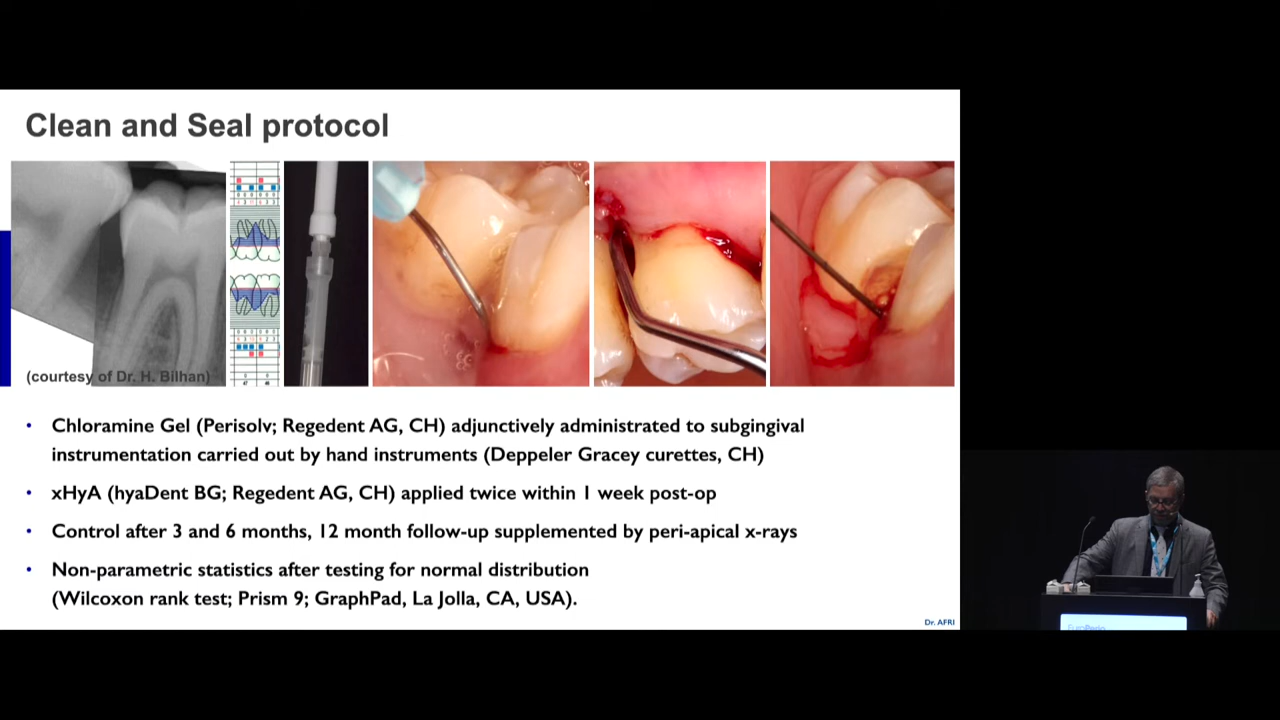 Clean and Seal protocol
(courtesy of Dr. H. Bilhan)
• Chloramine Gel (Perisolv; Regedent AG, CH) adjunctively administrated to subgingival
instrumentation carried out by hand instruments (Deppeler Gracey curettes, CH)
• xHyA (hyaDent BG; Regedent AG, CH) applied twice within 1 week post-op
• Control after 3 and 6 months, 12 month follow-up supplemented by peri-apical x-rays
• Non-parametric statistics after testing for normal distribution
(Wilcoxon rank test; Prism 9; GraphPad, La Jolla, CA, USA).
Dr. AFRI
EuroPerio